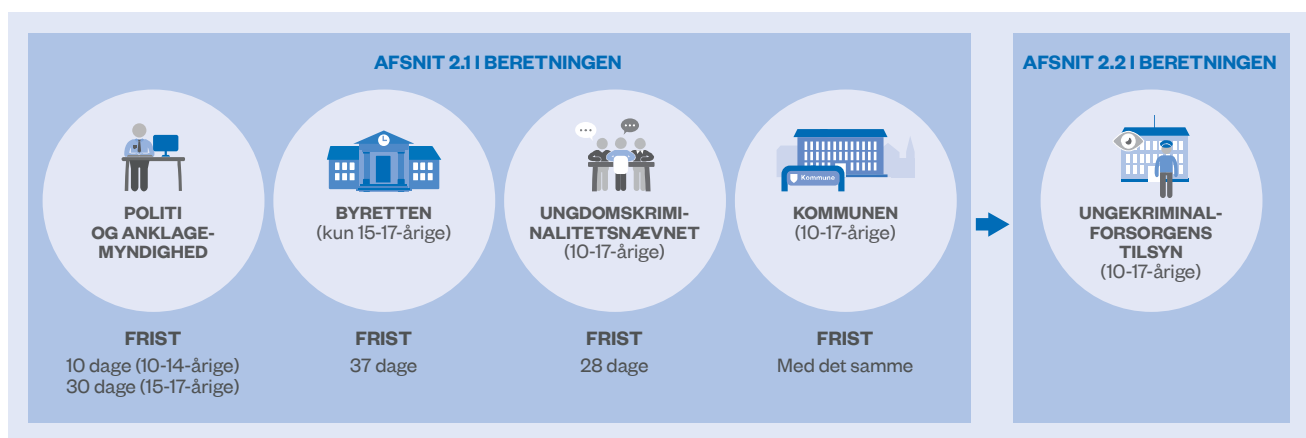 AFSNIT 2.1 I BERETNINGEN
POLITI
OG ANKLAGE-
MYNDIGHED
FRIST
10 dage (10-14-årige)
30 dage (15-17-årige)
BYRETTEN
(kun 15-17-årige)
FRIST
37 dage
UNGDOMSKRIMI-
NALITETSNÆVNET
(10-17-årige)
FRIST
28 dage
Kommune
KOMMUNEN
(10-17-årige)
FRIST
Med det samme
AFSNIT 2.2 I BERETNINGEN
UNGEKRIMINAL-
FORSORGENS
TILSYN
(10-17-årige)